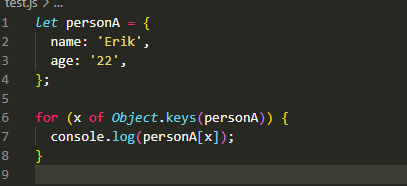 test.js > ...
1 let personA = {
2   name: 'Erik',
3   age: '22',
4 };
5
6 for (x of Object.keys(personA)) {
7   console.log(personA[x]);
8 }
9